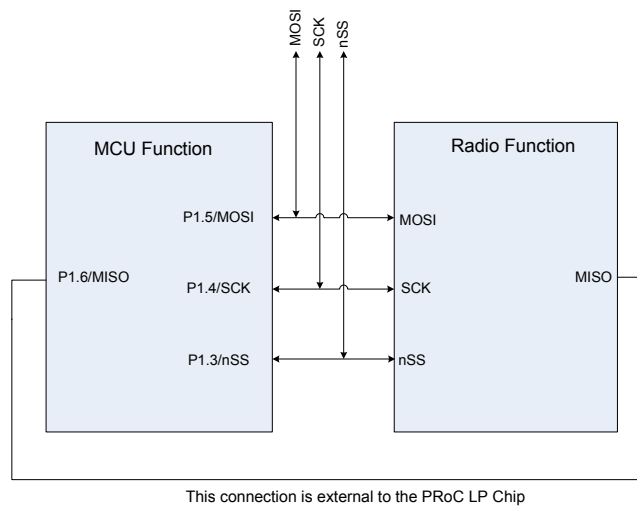 MOSI
SCK
nSS
MCU Function
Radio Function
P1.5/MOSI
MOSI
P1.6/MISO
P1.4/SCK
SCK
MISO
P1.3/nSS
nSS
This connection is external to the PRoC LP Chip